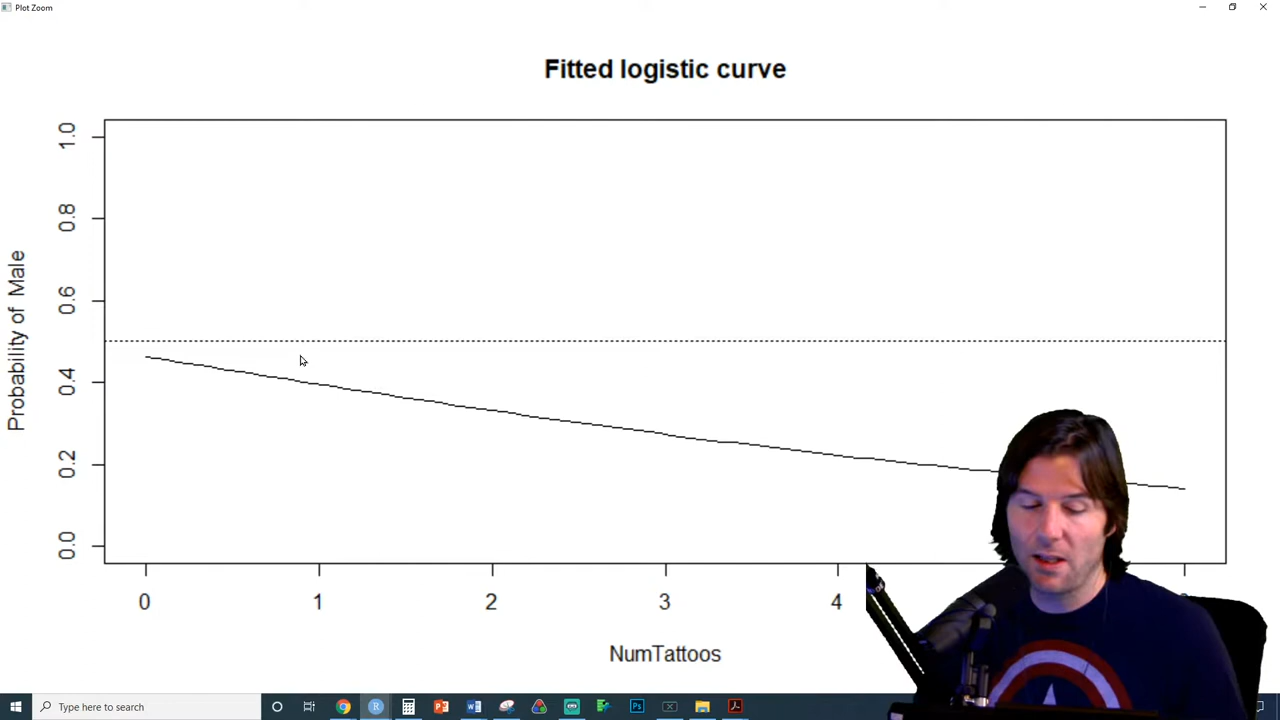 Plot Zoom
Fitted logistic curve
1.0
0.8
0.6
0.4
0.2
0.0
Probability of Male
0 1 2 3 4
NumTattoos
Type here to search